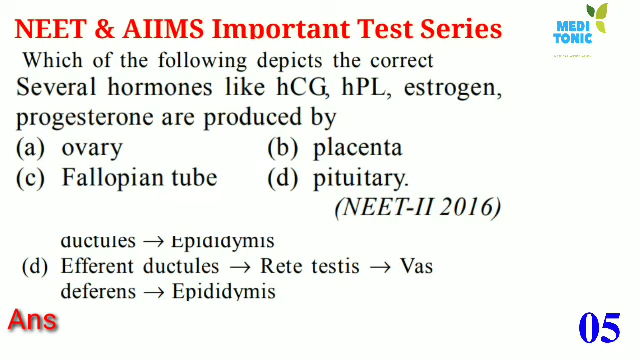 NEET & AIIMS Important Test Series
MEDI
TONIC
Which of the following depicts the correct
Several hormones like hCG, hPL, estrogen,
progesterone are produced by
(a) ovary (b) placenta
(c) Fallopian tube (d) pituitary.
(NEET-II 2016)
ductules → Epididymis
(d) Efferent ductules → Rete testis → Vas
deferens → Epididymis
Ans
05